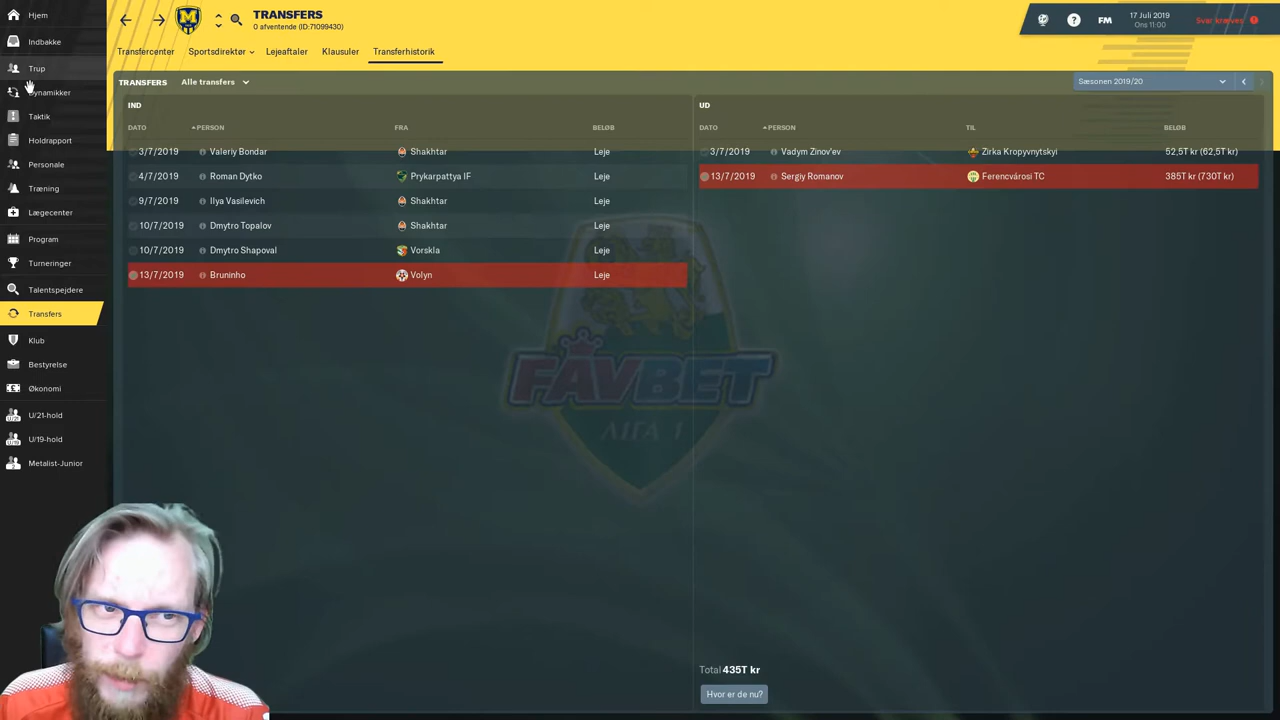 Hjem
TRANSFERS
0 afventende (ID:71099430)
FM
17 Juli 2019
Ons 11:00
Svar kræves
Indbakke
Transfercenter
Sportsdirektør
Lejeaftaler
Klausuler
Transferhistorik
Trup
TRANSFERS
Alle transfers
Sæsonen 2019/20
Dynamikker
IND
UD
Taktik
DATO
PERSON
FRA
BELØB
DATO
PERSON
TIL
BELØB
Holdrapport
3/7/2019 Valeriy Bondar Shakhtar Leje
3/7/2019 Vadym Zinov'ev Zirka Kropyvnytskyi 52,5T kr (62,5T kr)
Personale
4/7/2019 Roman Dytko Prykarpattya IF Leje
13/7/2019 Sergiy Romanov Ferencvárosi TC 385T kr (730T kr)
Træning
9/7/2019 Ilya Vasilevich Shakhtar Leje
Lægecenter
10/7/2019 Dmytro Topalov Shakhtar Leje
Program
10/7/2019 Dmytro Shapoval Vorskla Leje
Turneringer
13/7/2019 Bruninho Volyn Leje
Talentspejdere
Transfers
Klub
Bestyrelse
Økonomi
FAVBET
ЛІГА 1
U/21-hold
U/19-hold
Metalist-Junior
Total 435T kr
Hvor er de nu?